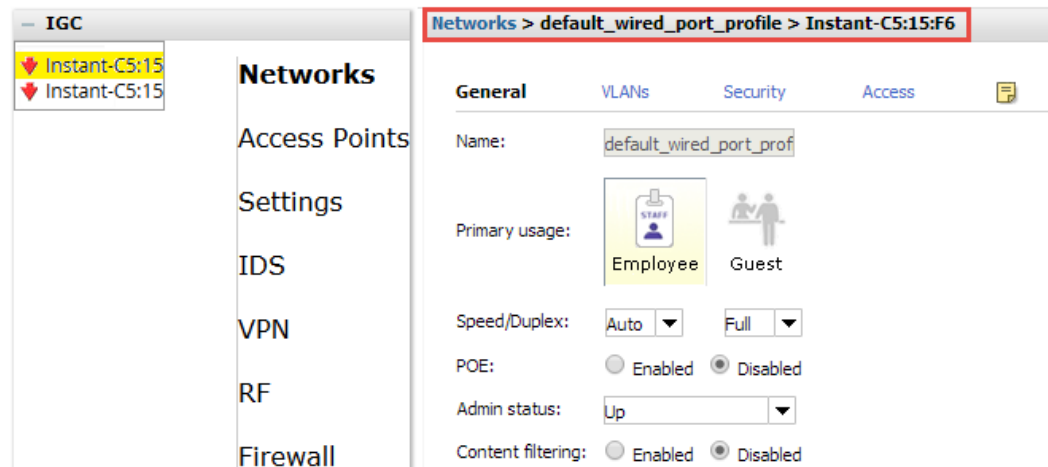 IGC
Instant-C5:15
Instant-C5:15
Networks
Access Points
Settings
IDS
VPN
RF
Firewall
Networks > default_wired_port_profile > Instant-C5:15:F6
General VLANs Security Access
Name: default_wired_port_prof
Primary usage:
STAFF
Employee Guest
Speed/Duplex: Auto Full
POE: Enabled Disabled
Admin status: Up
Content filtering: Enabled Disabled